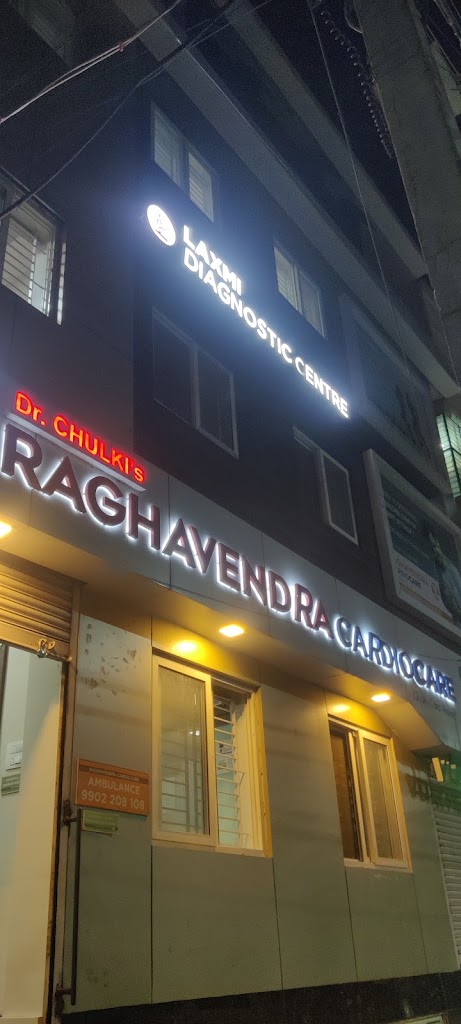 LAXMI
DIAGNOSTIC CENTRE
Dr. CHULKI's
RAGHAVENDRA CARDIOCARE
AMBULANCE
9902 208 108